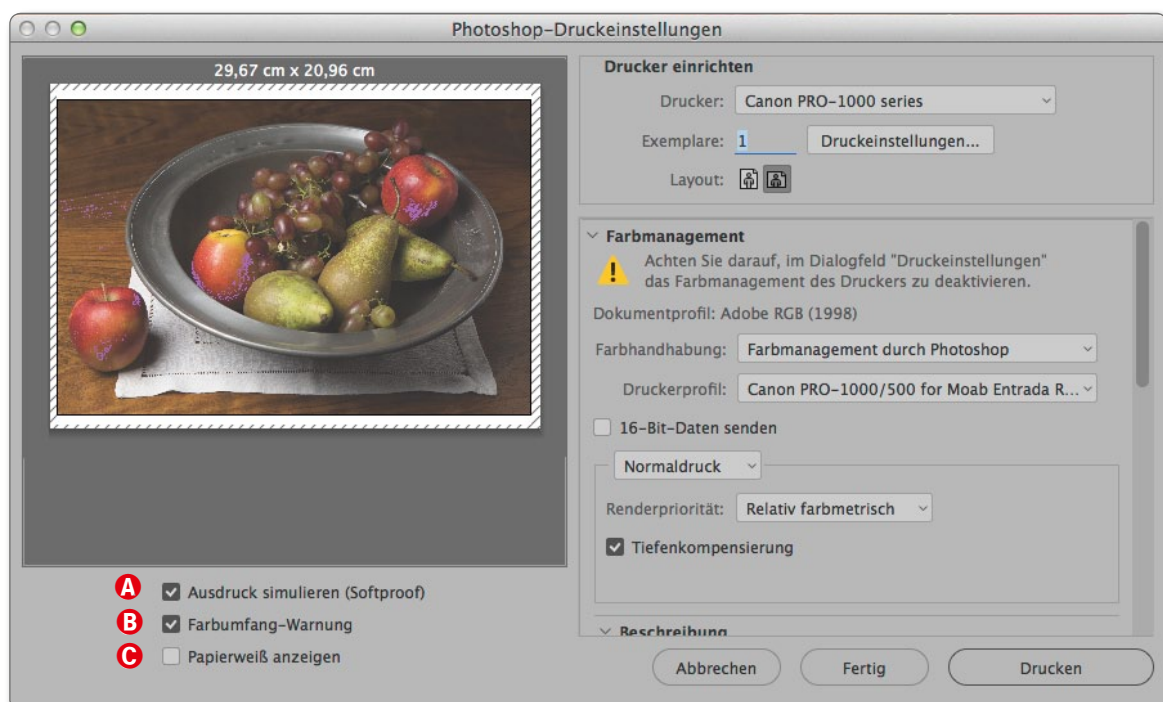 Photoshop-Druckeinstellungen
29,67 cm x 20,96 cm
Drucker einrichten
Drucker: Canon PRO-1000 series
Exemplare: 1 Druckeinstellungen...
Layout:
Farbmanagement
Achten Sie darauf, im Dialogfeld "Druckeinstellungen"
das Farbmanagement des Druckers zu deaktivieren.
Dokumentprofil: Adobe RGB (1998)
Farbhandhabung: Farbmanagement durch Photoshop
Druckerprofil: Canon PRO-1000/500 for Moab Entrada R...
16-Bit-Daten senden
Normaldruck
Renderpriorität: Relativ farbmetrisch
Tiefenkompensierung
Beschreibung
A Ausdruck simulieren (Softproof)
B Farbumfang-Warnung
C Papierweiß anzeigen
Abbrechen Fertig Drucken